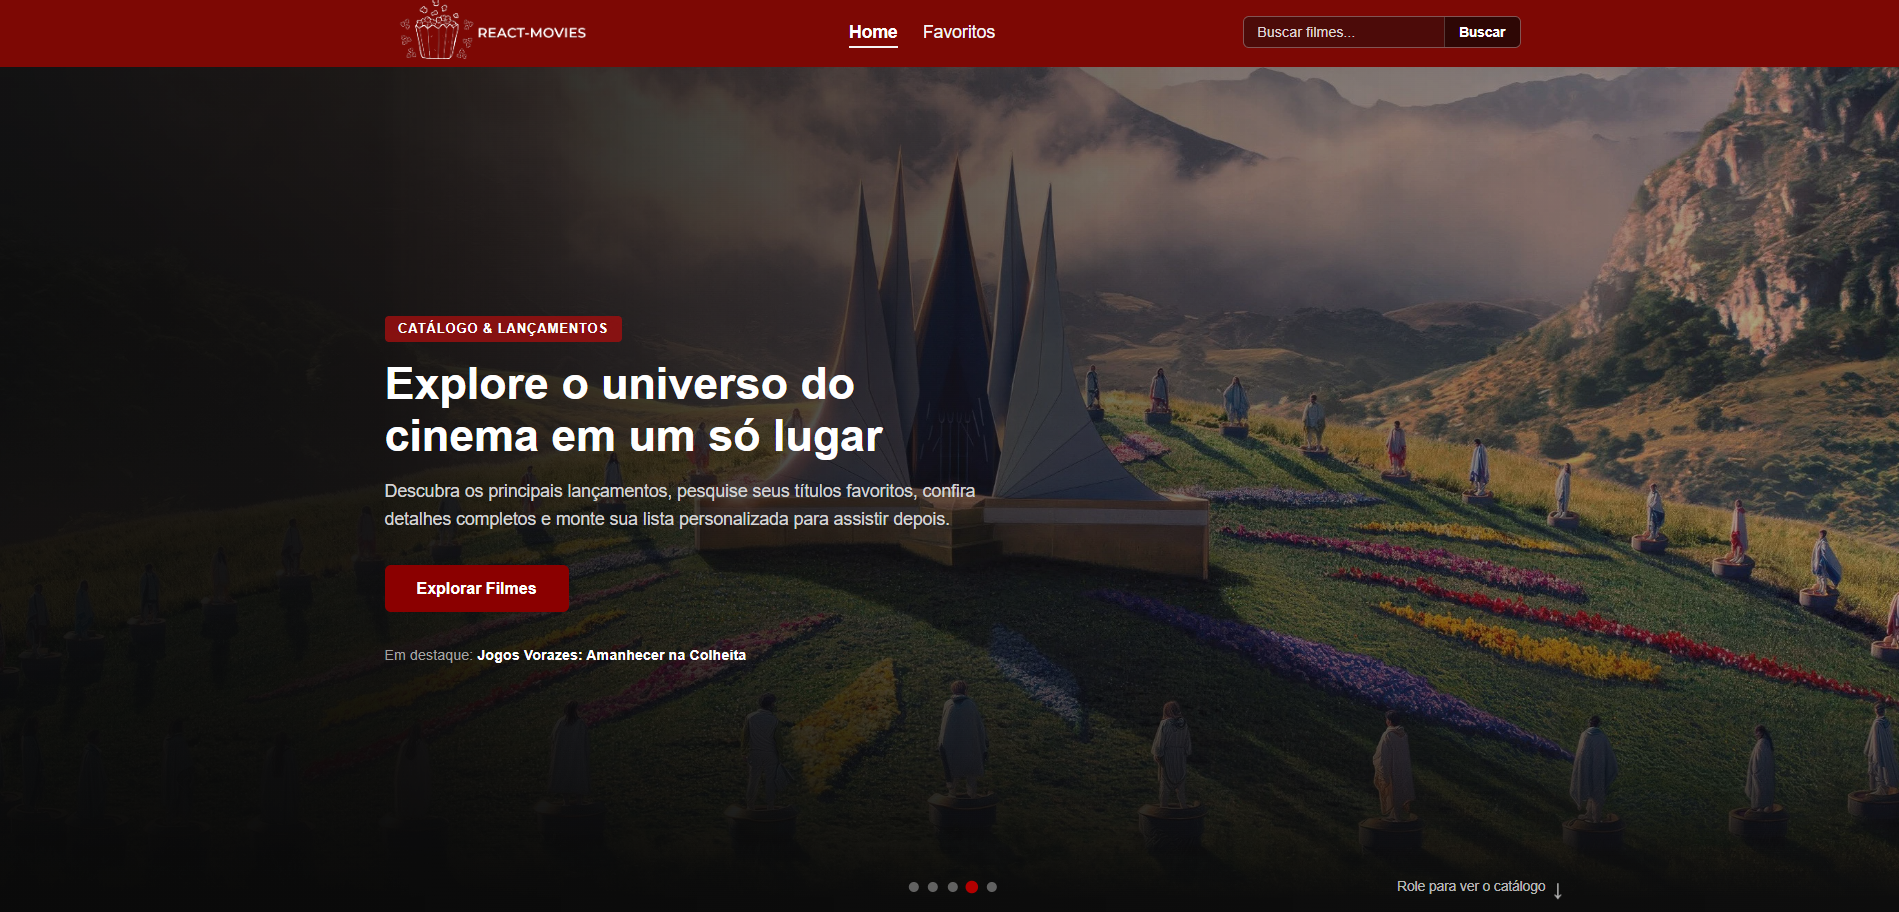 REACT-MOVIES
Home
Favoritos
Buscar filmes...
Buscar
CATÁLOGO & LANÇAMENTOS
Explore o universo do
cinema em um só lugar
Descubra os principais lançamentos, pesquise seus títulos favoritos, confira
detalhes completos e monte sua lista personalizada para assistir depois.
Explorar Filmes
Em destaque: Jogos Vorazes: Amanhecer na Colheita
Role para ver o catálogo ↓